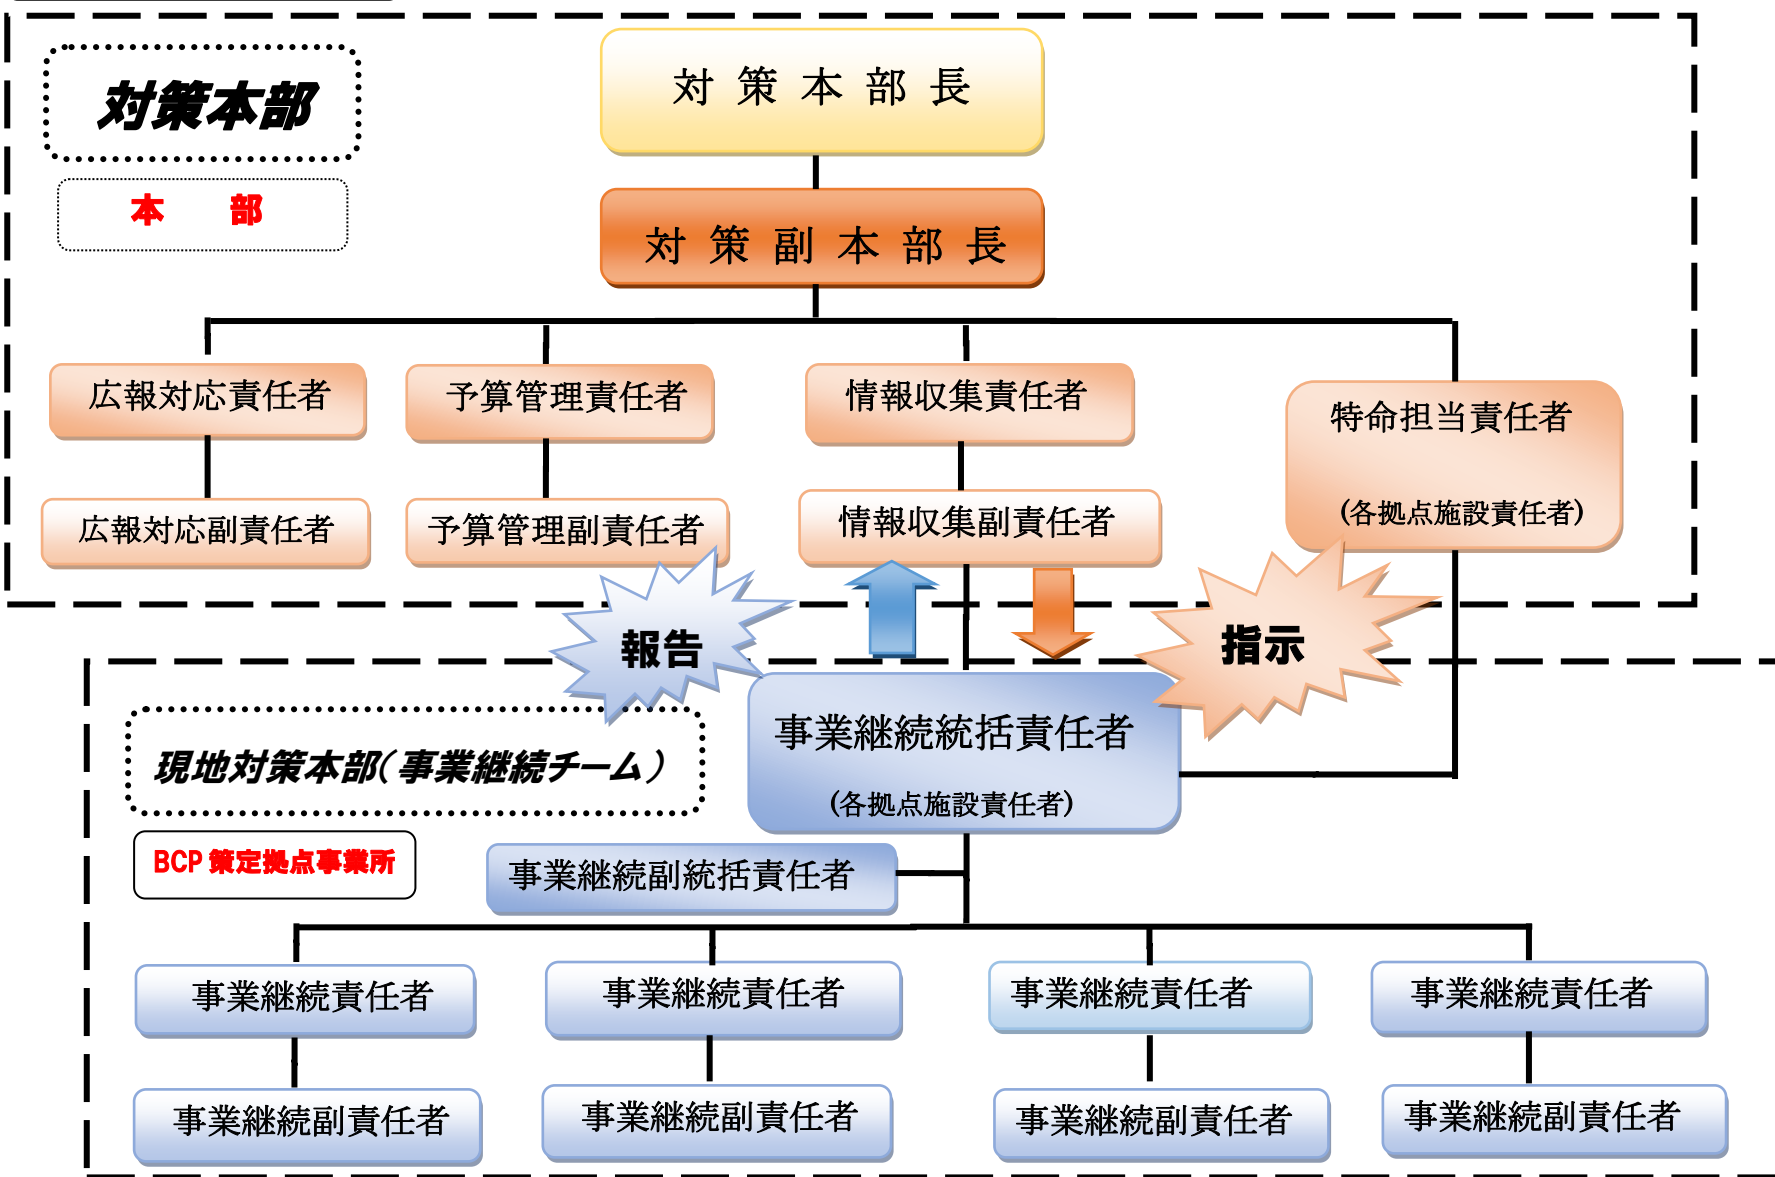 対策本部長
対策本部
本　部
対策副本部長
広報対応責任者
予算管理責任者
情報収集責任者
特命担当責任者
(各拠点施設責任者)
広報対応副責任者
予算管理副責任者
情報収集副責任者
報告
指示
事業継続統括責任者
(各拠点施設責任者)
現地対策本部(事業継続チーム)
BCP 策定拠点事業所
事業継続副統括責任者
事業継続責任者
事業継続責任者
事業継続責任者
事業継続責任者
事業継続副責任者
事業継続副責任者
事業継続副責任者
事業継続副責任者